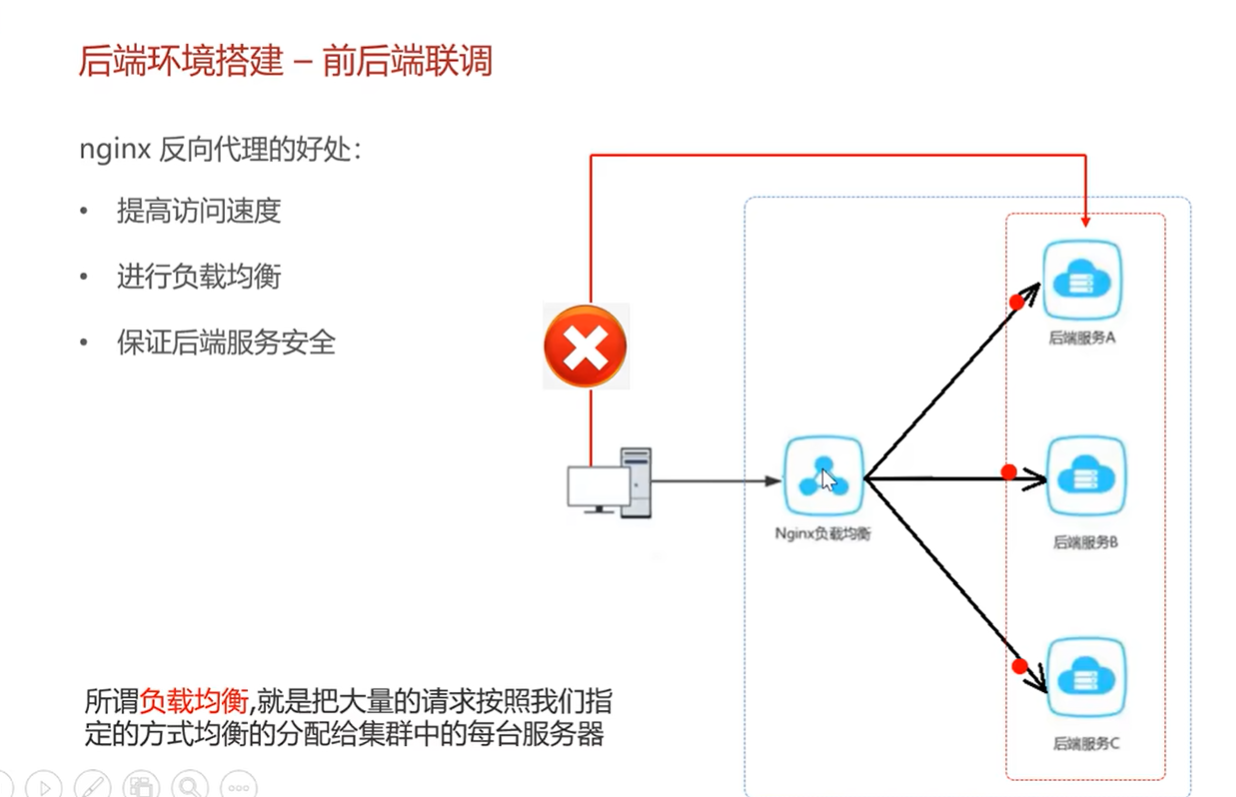 后端环境搭建 – 前后端联调
nginx 反向代理的好处：
• 提高访问速度
• 进行负载均衡
• 保证后端服务安全
后端服务A
Nginx负载均衡
后端服务B
后端服务C
所谓负载均衡,就是把大量的请求按照我们指
定的方式均衡的分配给集群中的每台服务器